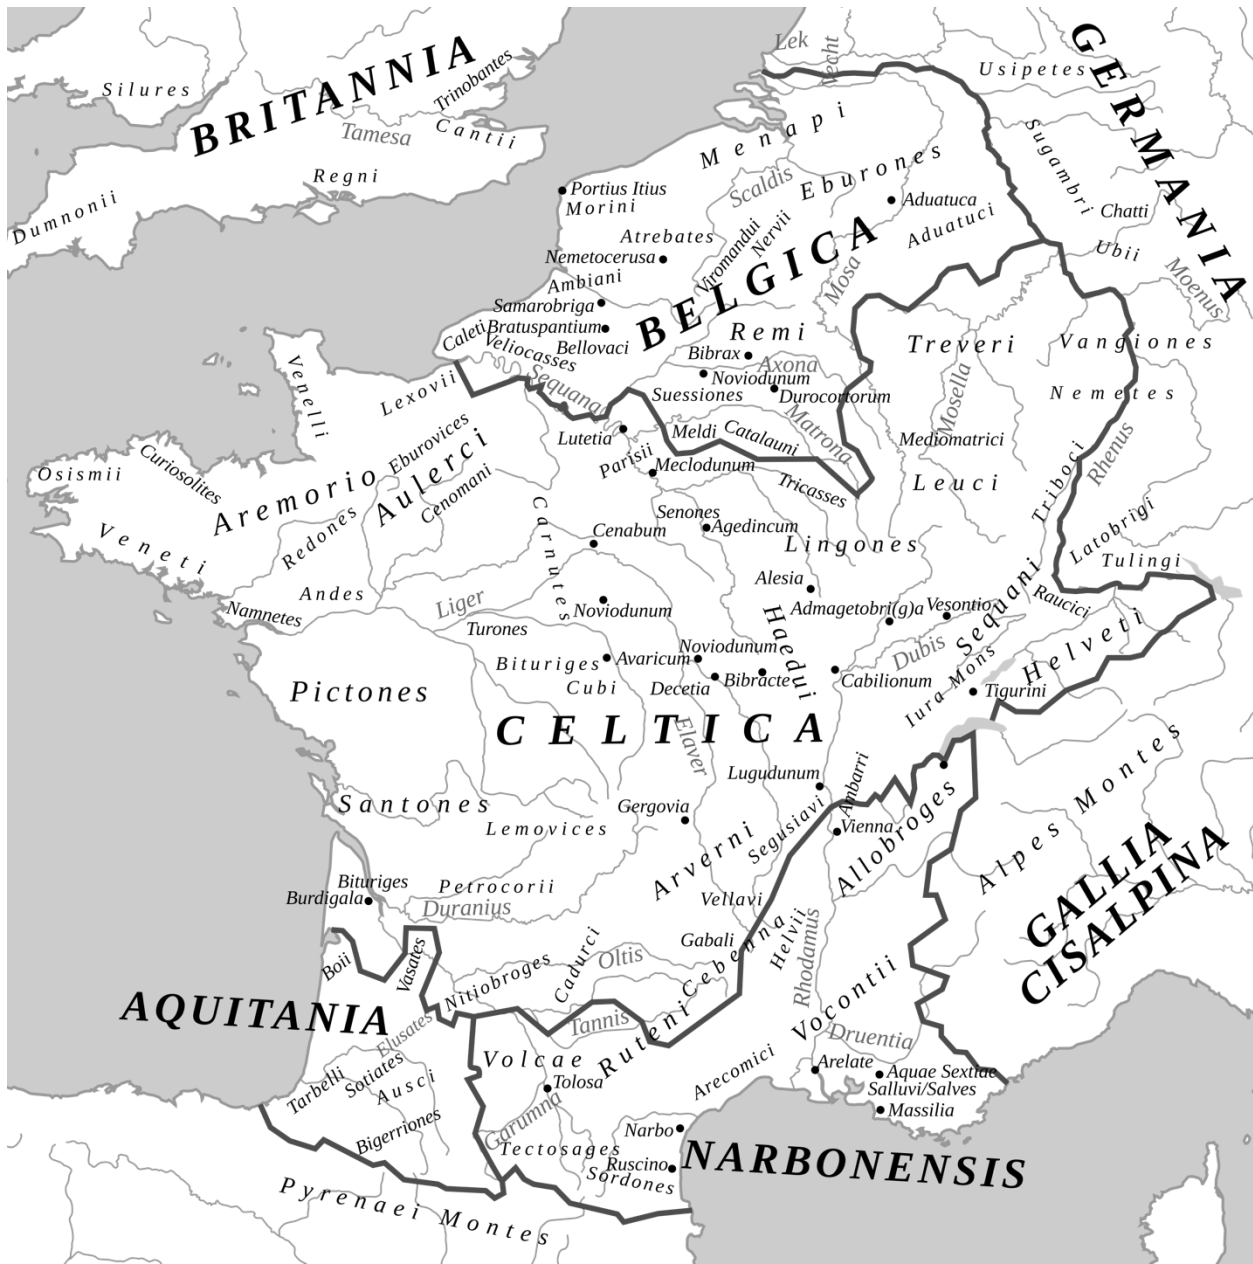 Lek
Vecht
GERMANIA
BRITANNIA
Silures
Trinobantes
Usipetes
Tamesa
Cantii
Menapi
Sugambri
Regni
Scaldis
Eburones
Portius Itius
Morini
Dumnonii
Aduatuca
Chatti
Atrebates
Viromandui
Nervii
BELGICA
Aduatuci
Ubii
Nemetocerusa
Ambiani
Mosa
Moenus
Samarobriga
Caleti
Bratuspantium
Veliocasses
Bellovaci
Remi
Treveri
Vangiones
Bibrax
Axona
Venelli
Lexovii
Sequana
Noviodunum
Suessiones
Durocortorum
Mosella
Nemetes
Lutetia
Meldi
Catalauni
Matrona
Mediomatrici
Eburovices
Aulerci
Parisii
Meclodunum
Rhenus
Osismii
Curiosolites
Aremorio
Cenomani
Tricasses
Leuci
Triboci
Veneti
Redones
Carnutes
Senones
Agedincum
Cenabum
Lingones
Latobrigi
Tulingi
Alesia
Andes
Liger
Noviodunum
Admagetobri(g)a
Vesontio
Sequani
Raucici
Namnetes
Turones
Haedui
Dubis
Helveti
Noviodunum
Bituriges
Cubi
Avaricum
Decetia
Bibracte
Cabilionum
Iura Mons
Tigurini
Pictones
CELTICA
Elaver
Alpes Montes
Lugudunum
Ambarri
Santones
Gergovia
Segusiavi
Lemovices
Vienna
Allobroges
Arverni
GALLIA
CISALPINA
Bituriges
Burdigala
Petrocorii
Duranius
Vellavi
Gabali
Cebenna
Helvii
Rhodamus
Boii
Vasates
Nitiobroges
Cadurci
Oltis
AQUITANIA
Elusates
Tannis
Ruteni
Vocontii
Druentia
Volcae
Tarbelli
Sotiates
Ausci
Tolosa
Arecomici
Arelate
Aquae Sextiae
Salluvi/Salves
Massilia
Bigerriones
Garumna
Tectosages
Narbo
NARBONENSIS
Ruscino
Sordones
Pyrenaei Montes